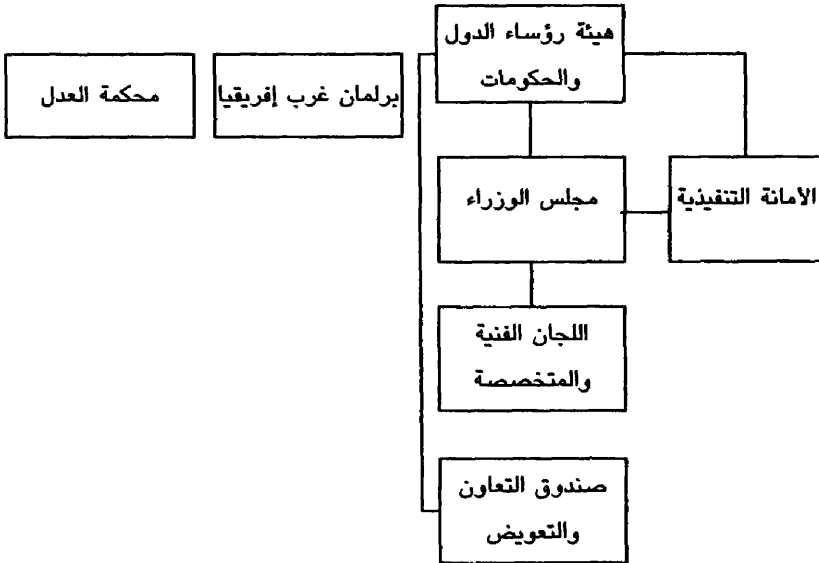 هيئة رؤساء الدول
والحكومات
برلمان غرب إفريقيا
محكمة العدل
الأمانة التنفيذية
مجلس الوزراء
اللجان الفنية
والمتخصصة
صندوق التعاون
والتعويض